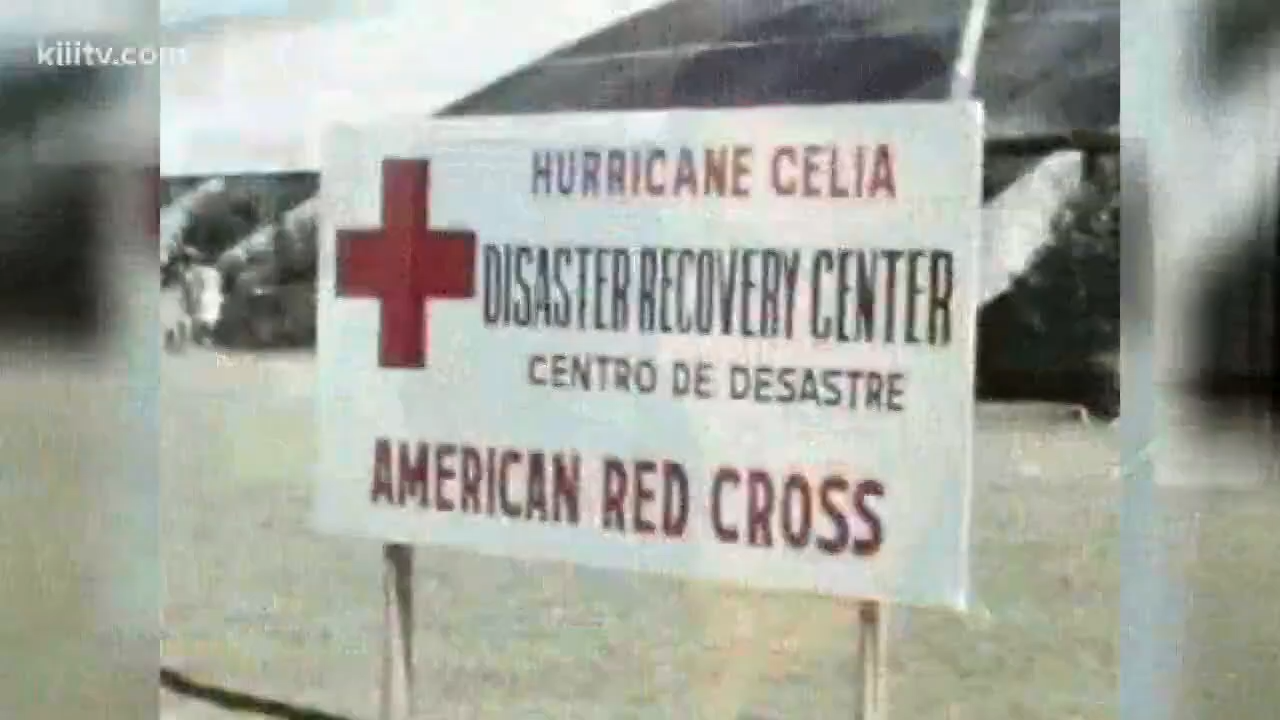 kiiitv.com
HURRICANE CELIA
DISASTER RECOVERY CENTER
CENTRO DE DESASTRE
AMERICAN RED CROSS